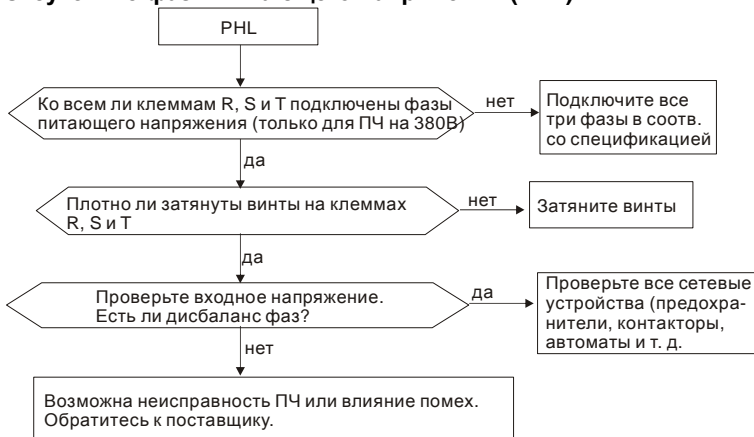 PHL
Ко всем ли клеммам R, S и T подключены фазы
питающего напряжения (только для ПЧ на 380В)
нет
Подключите все
три фазы в соотв.
со спецификацией
да
Плотно ли затянуты винты на клеммах
R, S и T
нет
Затяните винты
да
Проверьте входное напряжение.
Есть ли дисбаланс фаз?
да
Проверьте все сетевые
устройства (предохра-
нители, контакторы,
автоматы и т. д.
нет
Возможна неисправность ПЧ или влияние помех.
Обратитесь к поставщику.